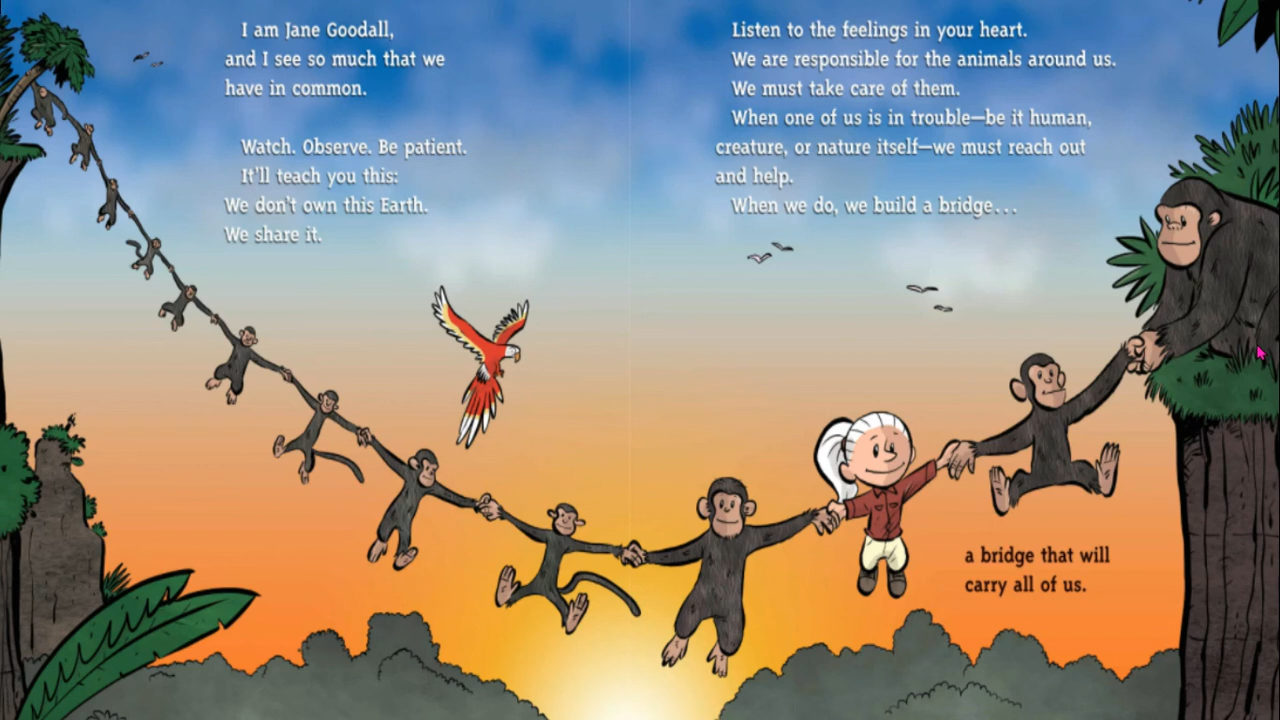 I am Jane Goodall,
and I see so much that we
have in common.
Watch. Observe. Be patient.
It'll teach you this:
We don't own this Earth.
We share it.
Listen to the feelings in your heart.
We are responsible for the animals around us.
We must take care of them.
When one of us is in trouble—be it human,
creature, or nature itself—we must reach out
and help.
When we do, we build a bridge...
a bridge that will
carry all of us.